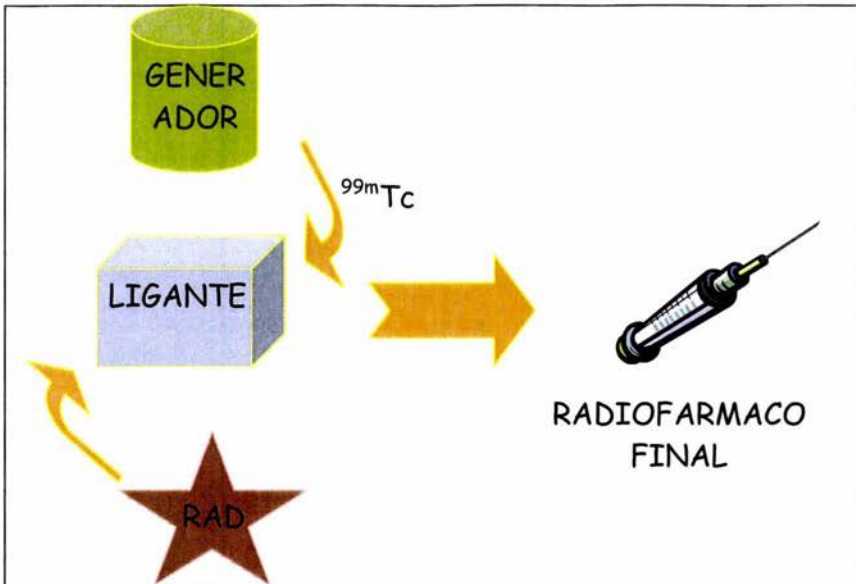 GENER
ADOR
99mTc
LIGANTE
RADIOFARMACO
FINAL
RAD